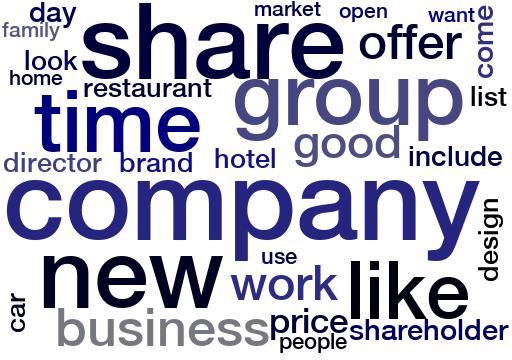 day
market
open
want
come
family
share
offer
look
home
restaurant
group
list
time
good
director
brand
hotel
include
company
design
new
use
work
like
car
business
price
shareholder
people